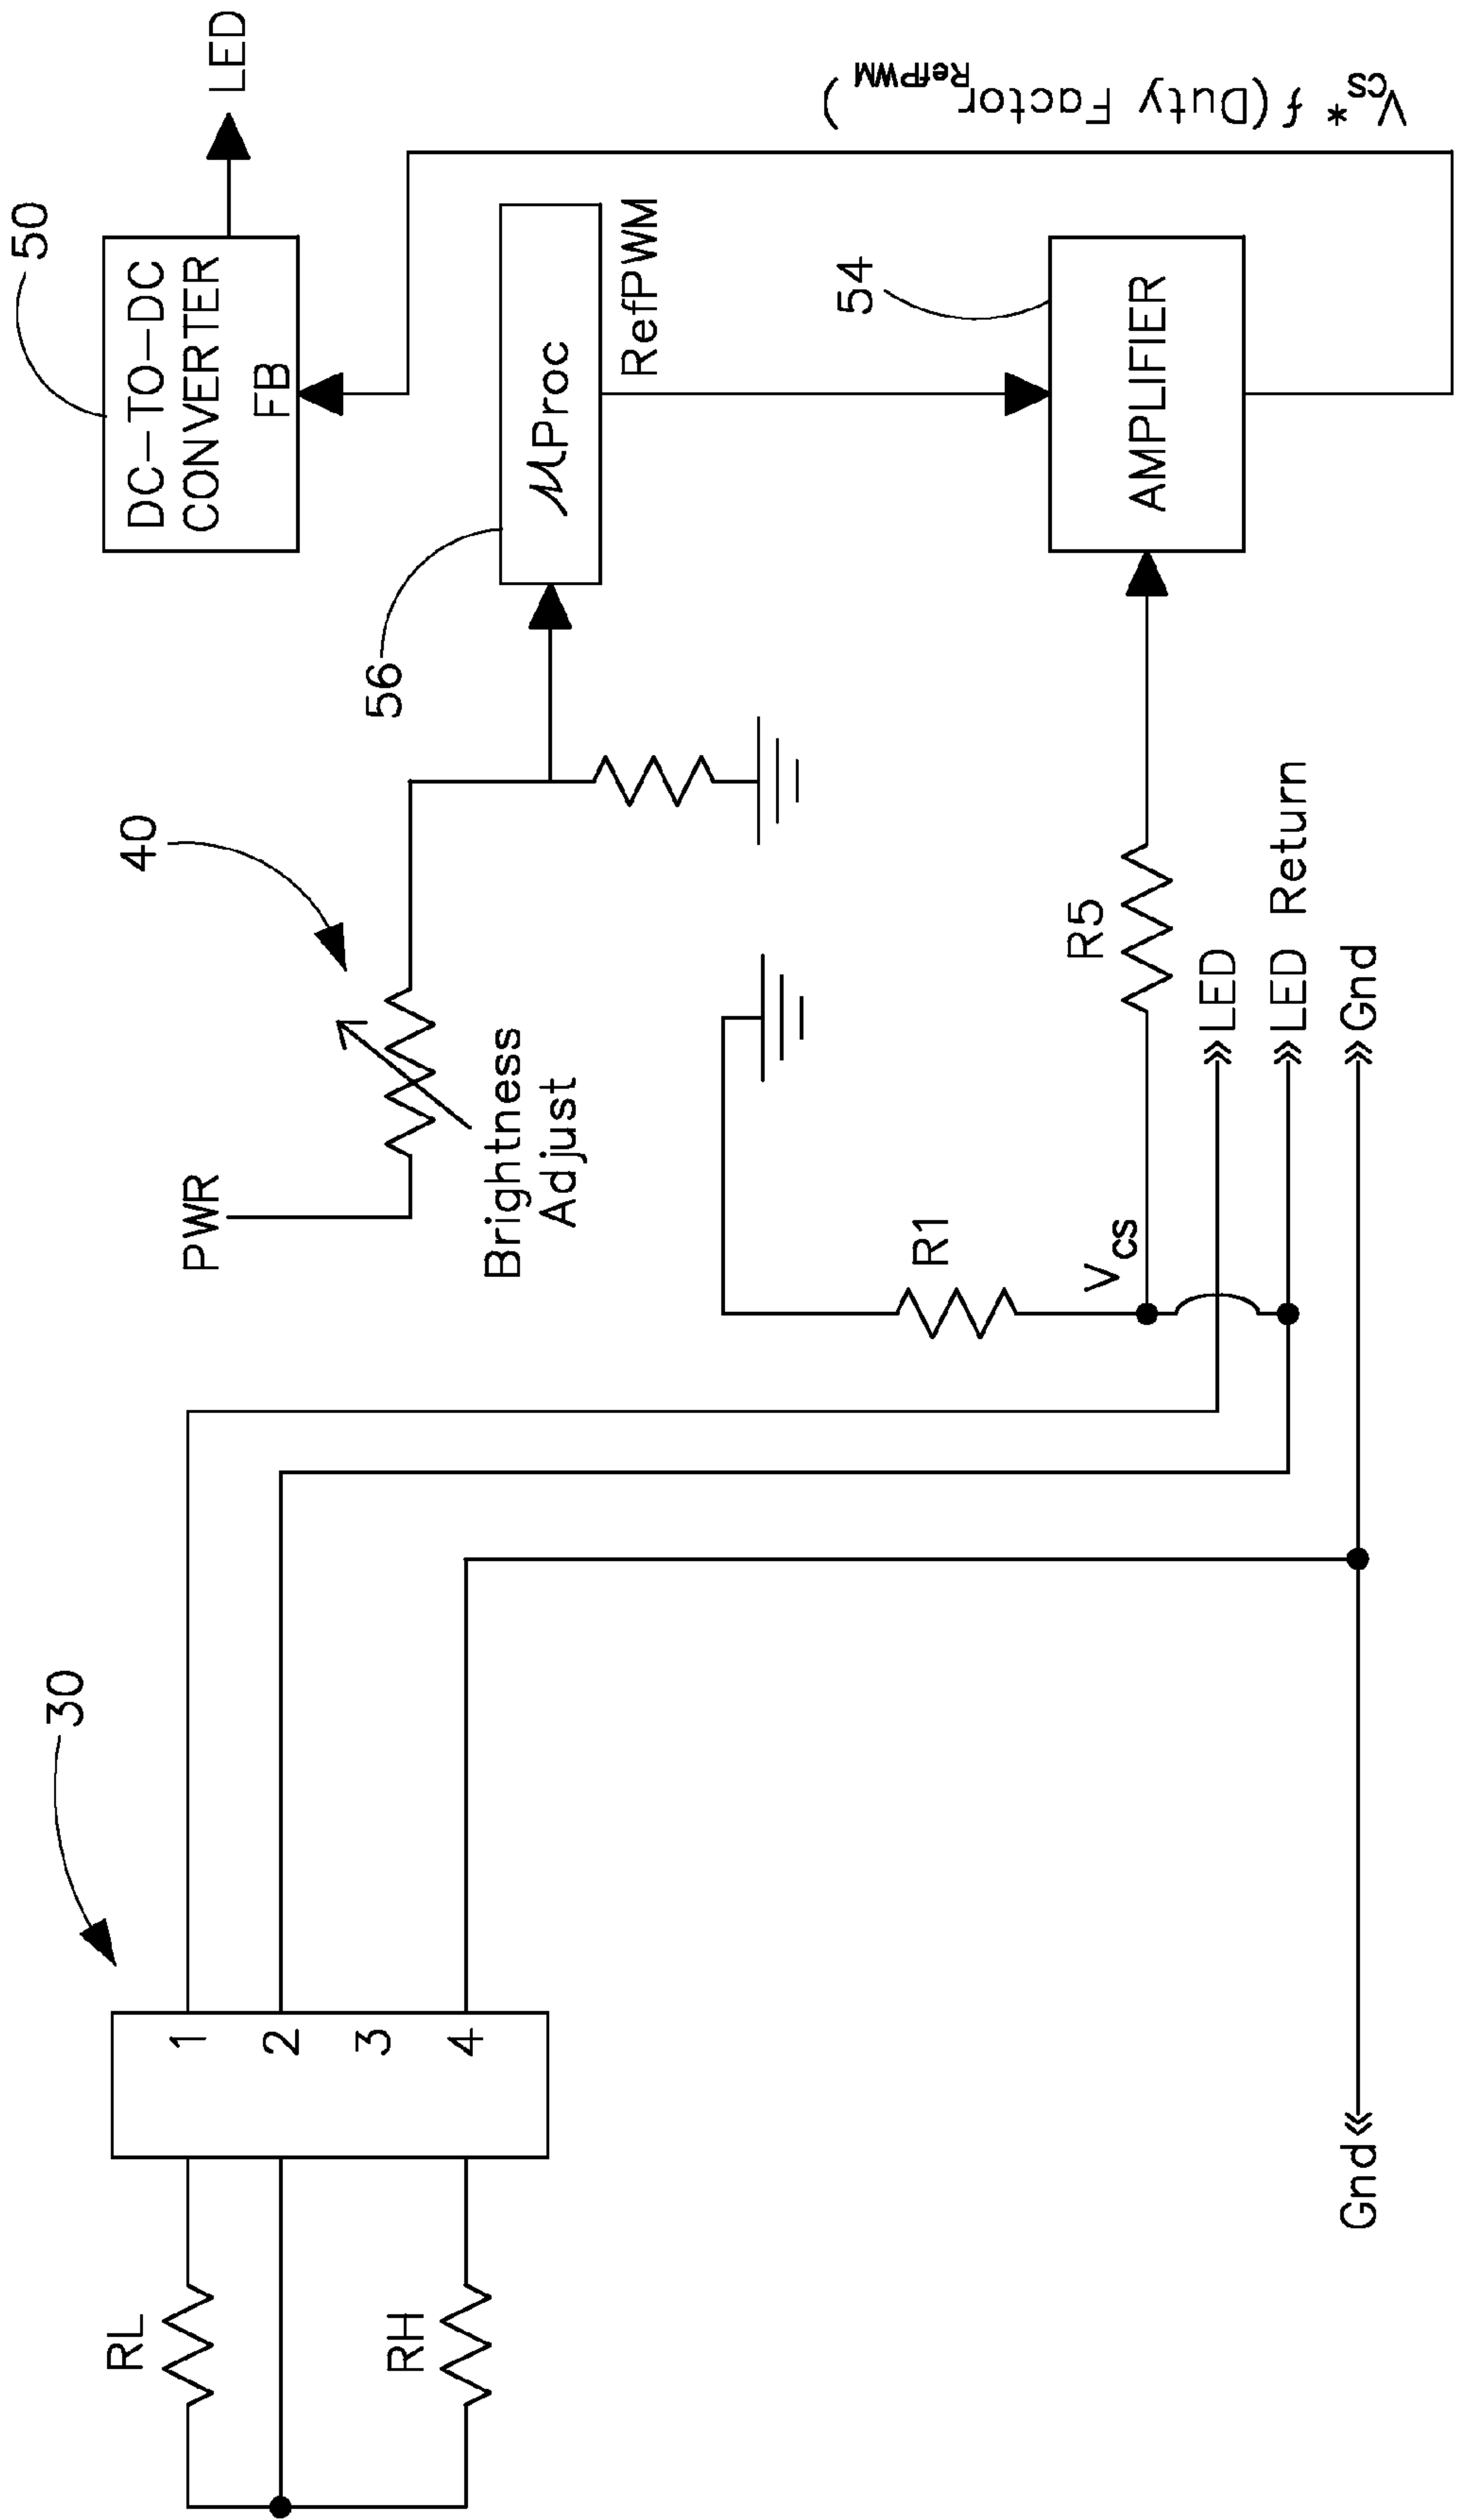 50
DC-TO-DC
CONVERTER
FB
LED
40
PWR
Brightness
Adjust
56
μProc
RefPWM
30
RL
RH
1
2
3
4
R1
Vcs
R5
54
AMPLIFIER
LED
LED Return
Gnd
Gnd
Vcs* f(Duty FactorRefPWM)